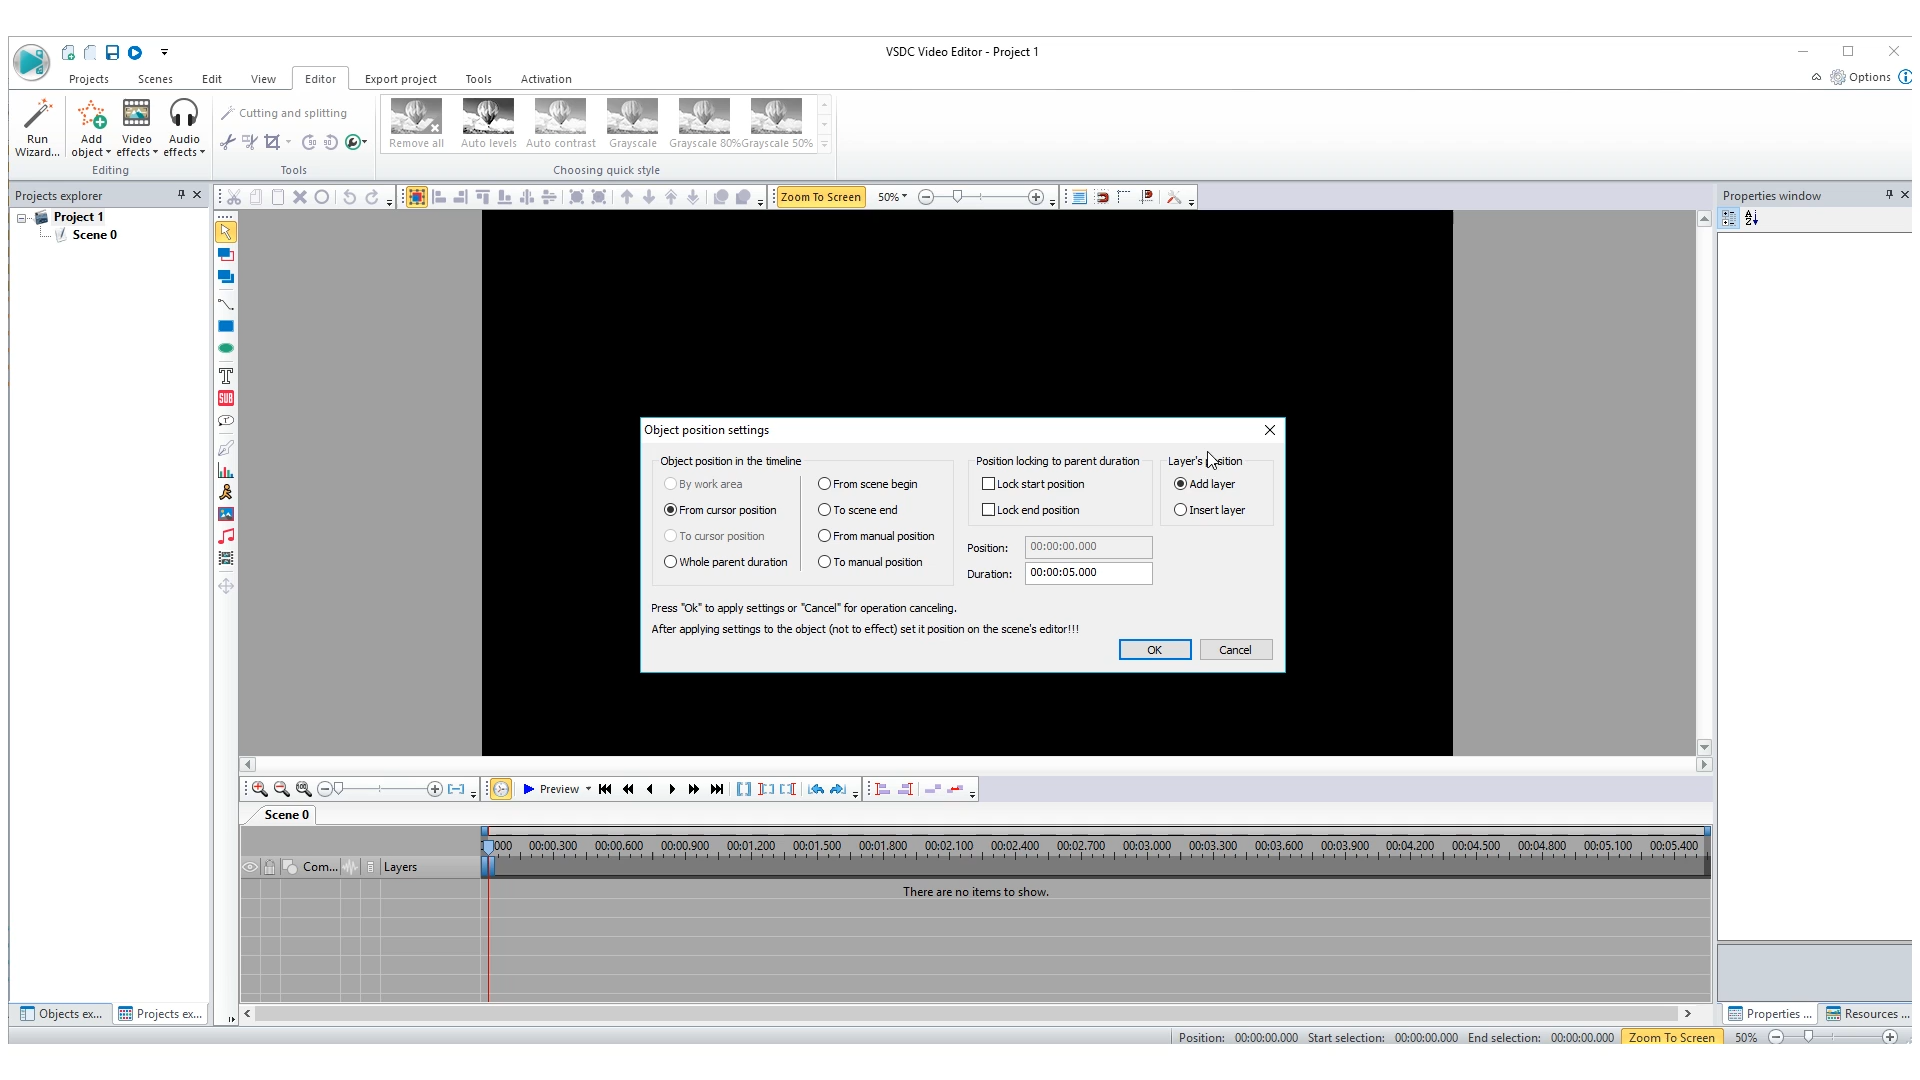 VSDC Video Editor - Project 1
Projects Scenes Edit View Editor Export project Tools Activation Options
Run Wizard...
Add object
Video effects
Audio effects
Cutting and splitting
Remove all Auto levels Auto contrast Grayscale Grayscale 80% Grayscale 50%
Editing Tools Choosing quick style
Projects explorer
Zoom To Screen 50%
Properties window
Project 1
Scene 0
T
SUB
Object position settings
Object position in the timeline
By work area
From cursor position
To cursor position
Whole parent duration
From scene begin
To scene end
From manual position
To manual position
Position locking to parent duration
Lock start position
Lock end position
Add layer
Insert layer
Position: 00:00:00.000
Duration: 00:00:05.000
Press "Ok" to apply settings or "Cancel" for operation canceling.
After applying settings to the object (not to effect) set it position on the scene's editor!!!
OK Cancel
Preview
Scene 0
000 00:00.300 00:00.600 00:00.900 00:01.200 00:01.500 00:01.800 00:02.100 00:02.400 00:02.700 00:03.000 00:03.300 00:03.600 00:03.900 00:04.200 00:04.500 00:04.800 00:05.100 00:05.400
Com... Layers
There are no items to show.
Objects ex... Projects ex... Properties ... Resources ...
Position: 00:00:00.000 Start selection: 00:00:00.000 End selection: 00:00:00.000 Zoom To Screen 50%